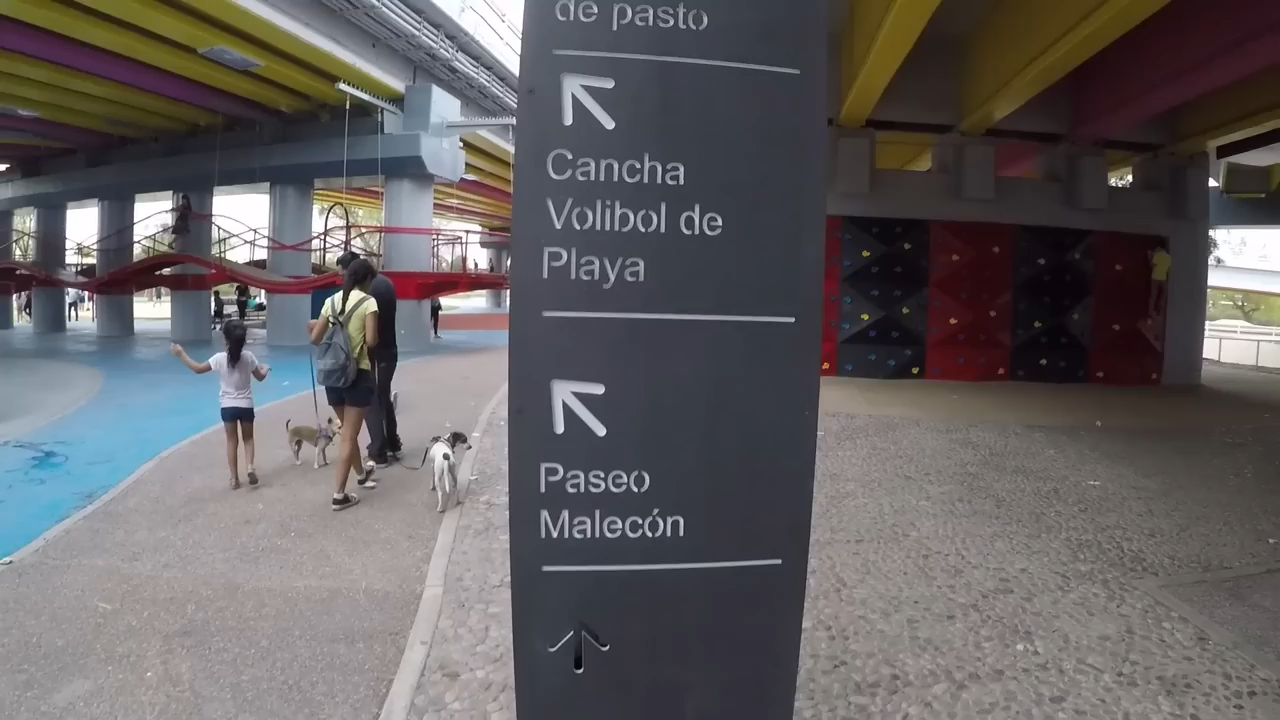 de pasto
Cancha
Volibol de
Playa
Paseo
Malecón